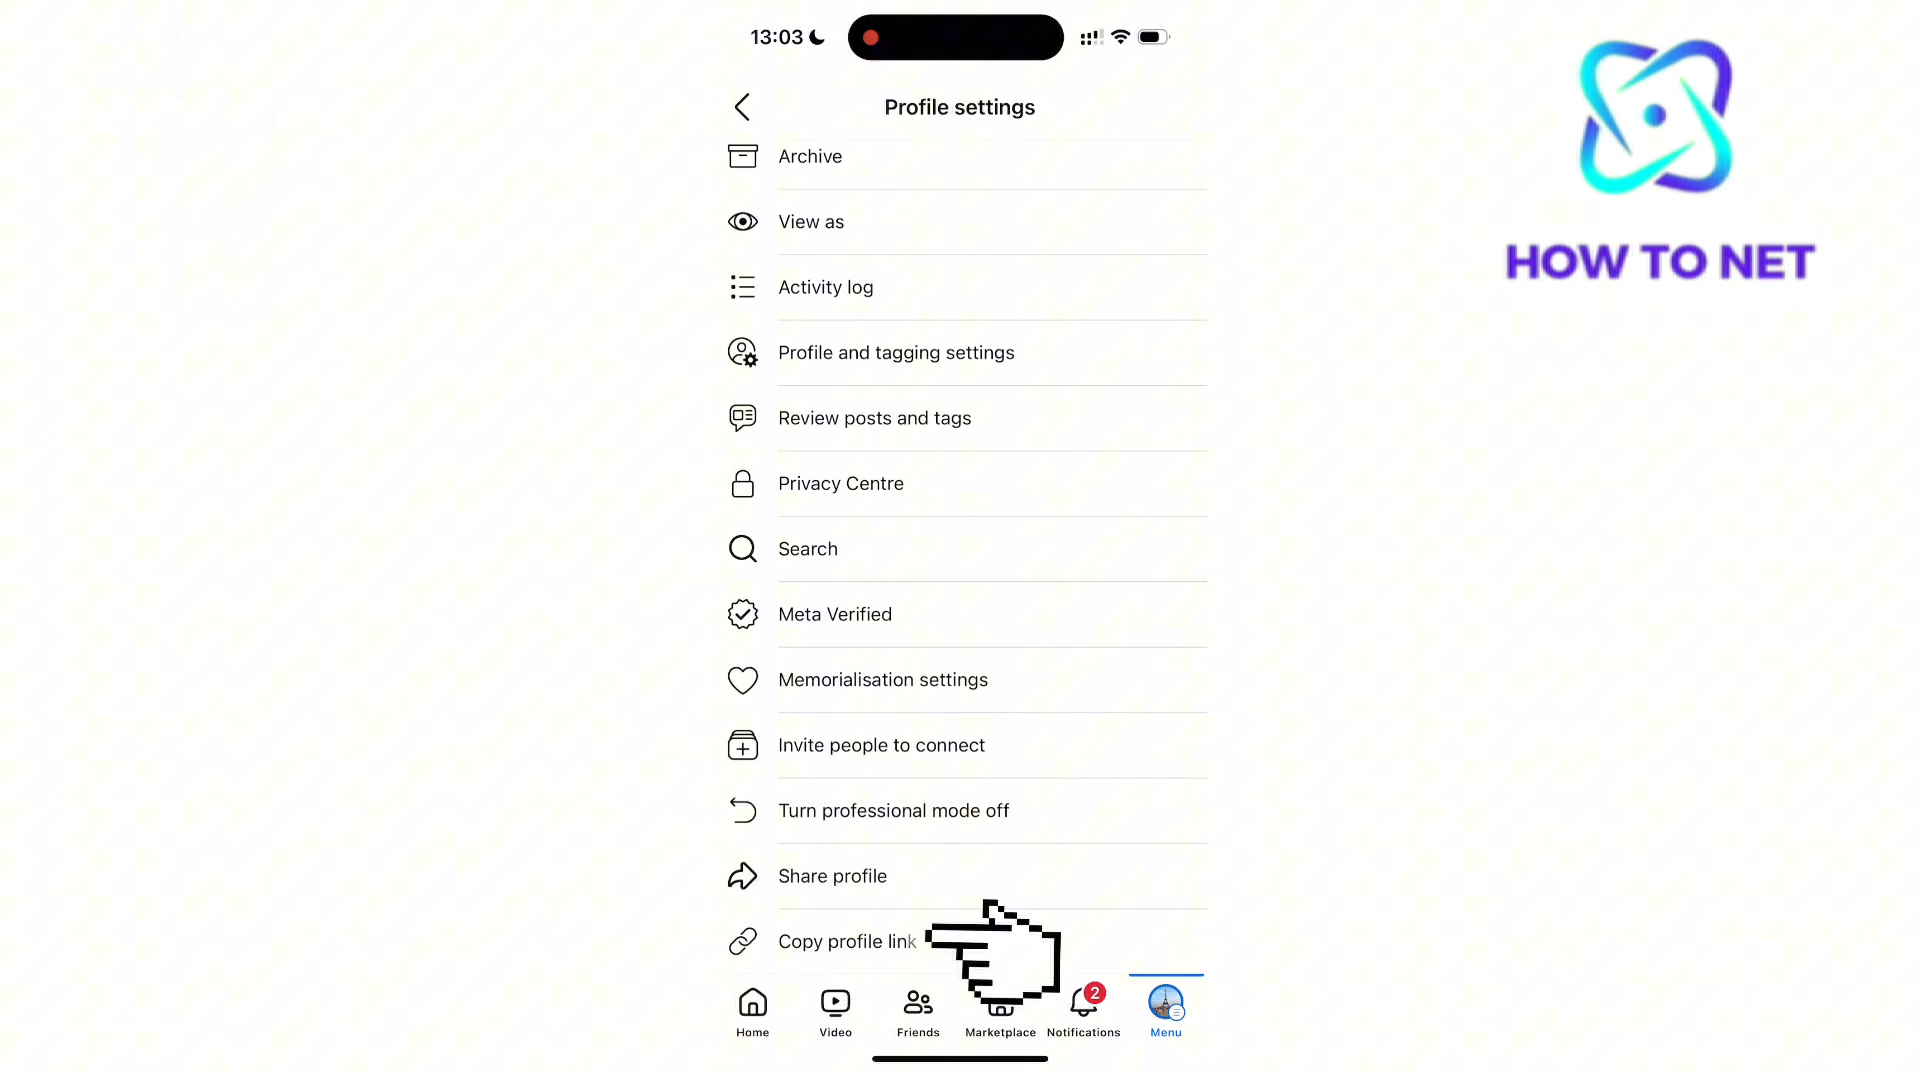 13:03
Profile settings
HOW TO NET
Archive
View as
Activity log
Profile and tagging settings
Review posts and tags
Privacy Centre
Search
Meta Verified
Memorialisation settings
Invite people to connect
Turn professional mode off
Share profile
Copy profile link
2
Home
Video
Friends
Marketplace
Notifications
Menu